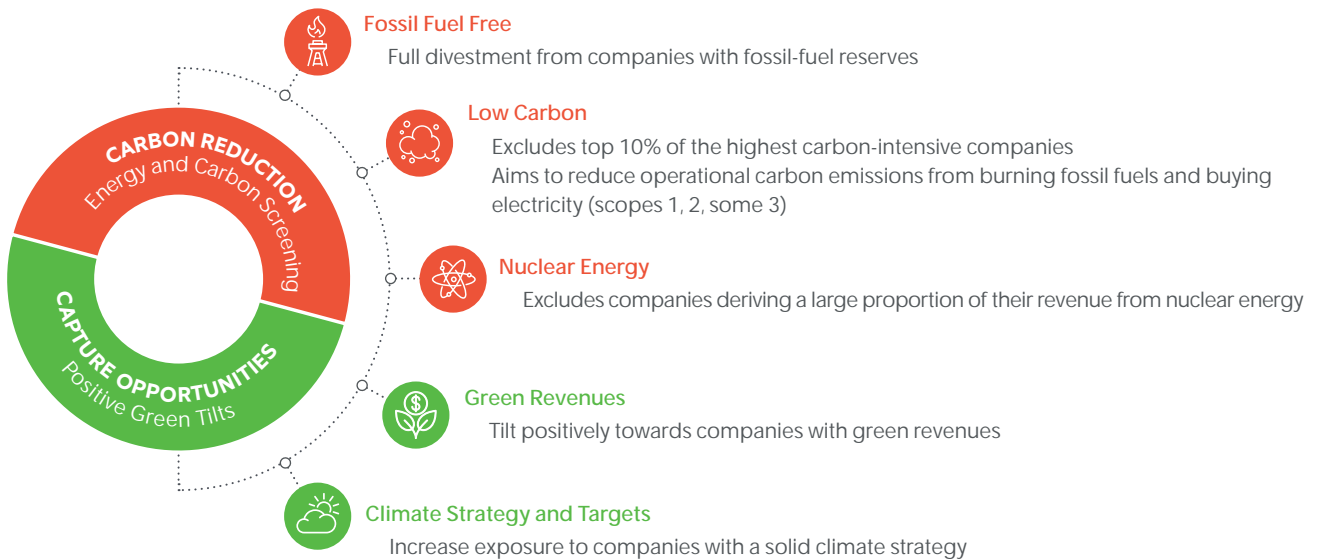 CARBON REDUCTION
Energy and Carbon Screening
CAPTURE OPPORTUNITIES
Positive Green Tilts
Fossil Fuel Free
Full divestment from companies with fossil-fuel reserves
Low Carbon
Excludes top 10% of the highest carbon-intensive companies
Aims to reduce operational carbon emissions from burning fossil fuels and buying
electricity (scopes 1, 2, some 3)
Nuclear Energy
Excludes companies deriving a large proportion of their revenue from nuclear energy
$
Green Revenues
Tilt positively towards companies with green revenues
Climate Strategy and Targets
Increase exposure to companies with a solid climate strategy